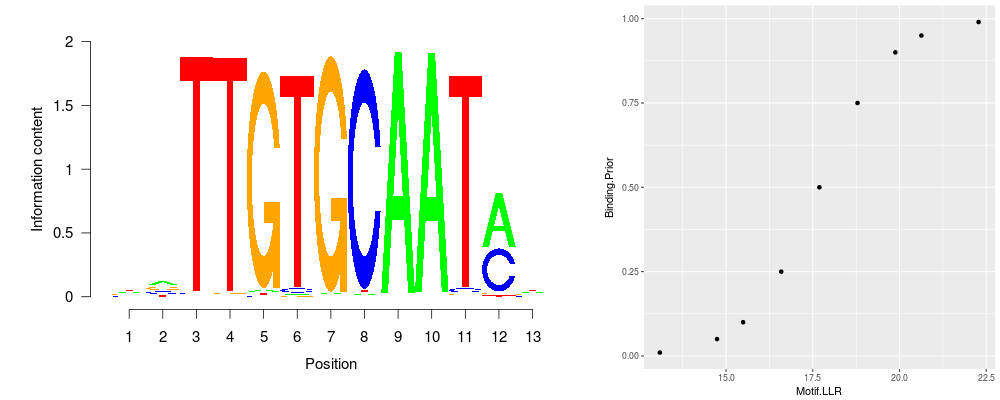 2
1.5
1
0.5
0
Information content
TTGTGCAATA
C
1 2 3 4 5 6 7 8 9 10 11 12 13
Position
1.00
0.75
0.50
0.25
0.00
Binding.Prior
15.0 17.5 20.0 22.5
Motif.LLR